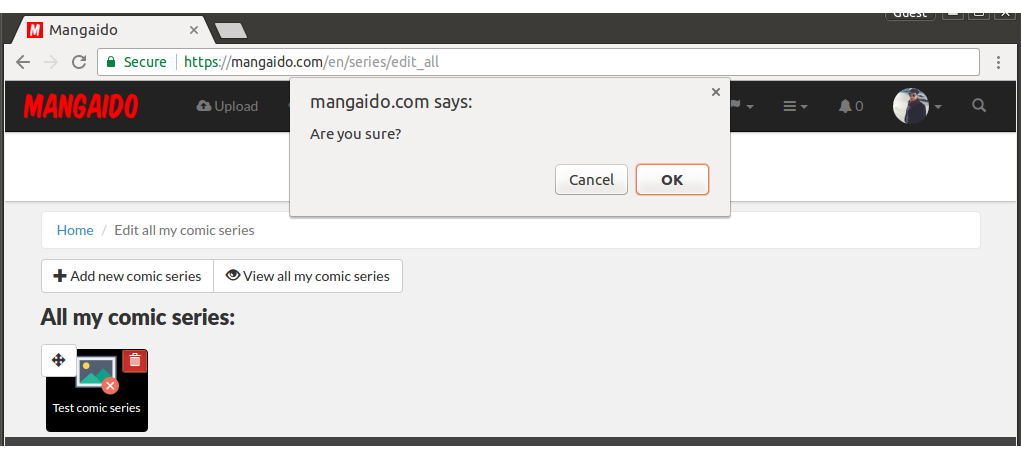 Guest
M Mangaido
Secure https://mangaido.com/en/series/edit_all
MANGAIDO
Upload
0
mangaido.com says:
Are you sure?
Cancel
OK
Home / Edit all my comic series
Add new comic series
View all my comic series
All my comic series:
Test comic series